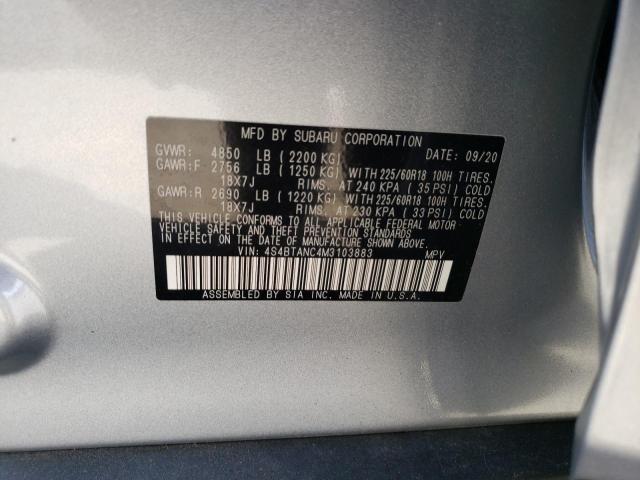 MFD BY SUBARU CORPORATION
GVWR: 4850 LB ( 2200 KG) DATE: 09/20
GAWR:F 2756 LB ( 1250 KG) WITH 225/60R18 100H TIRES.
18X7J RIMS. AT 240 KPA ( 35 PSI) COLD
GAWR:R 2690 LB ( 1220 KG) WITH 225/60R18 100H TIRES.
18X7J RIMS. AT 230 KPA ( 33 PSI) COLD
THIS VEHICLE CONFORMS TO ALL APPLICABLE FEDERAL MOTOR
VEHICLE SAFETY AND THEFT PREVENTION STANDARDS
IN EFFECT ON THE DATE OF MANUFACTURE SHOWN ABOVE.
VIN: 4S4BTANC4M3103883 MPV
ASSEMBLED BY SIA INC. MADE IN U.S.A.